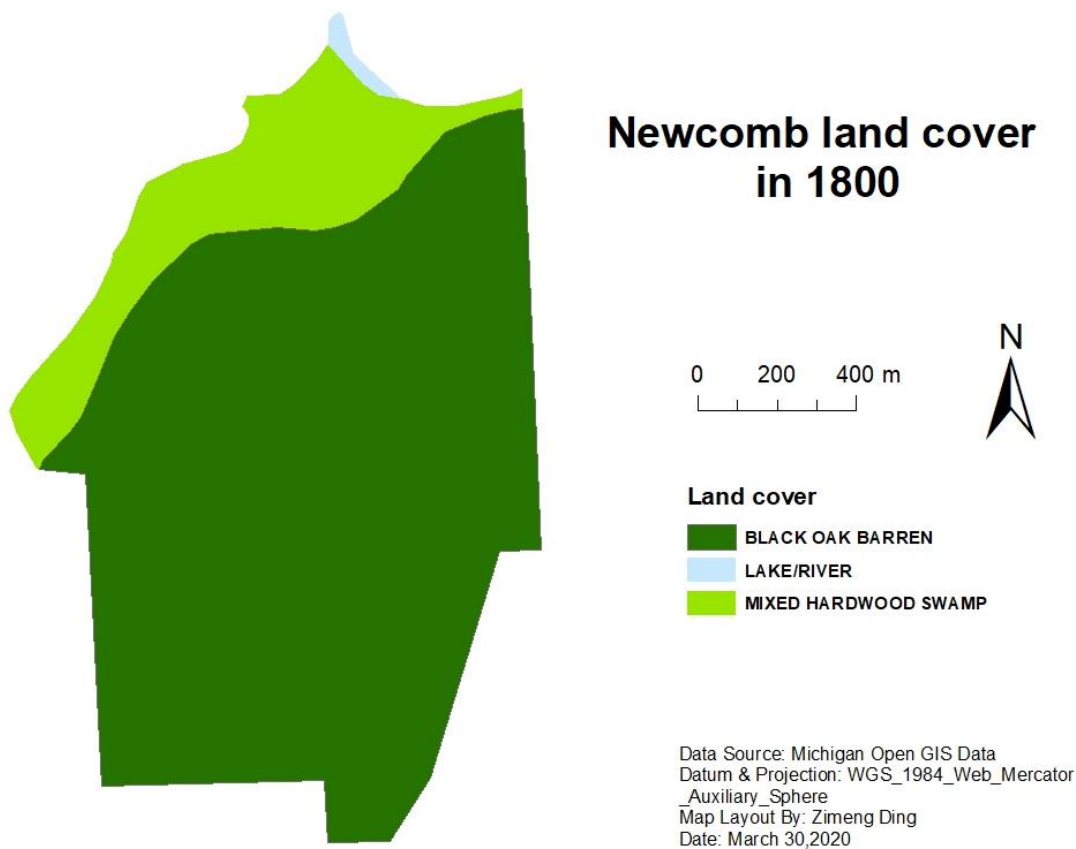 Newcomb land cover
in 1800
N
0 200 400 m
Land cover
BLACK OAK BARREN
LAKE/RIVER
MIXED HARDWOOD SWAMP
Data Source: Michigan Open GIS Data
Datum & Projection: WGS_1984_Web_Mercator
_Auxiliary_Sphere
Map Layout By: Zimeng Ding
Date: March 30,2020